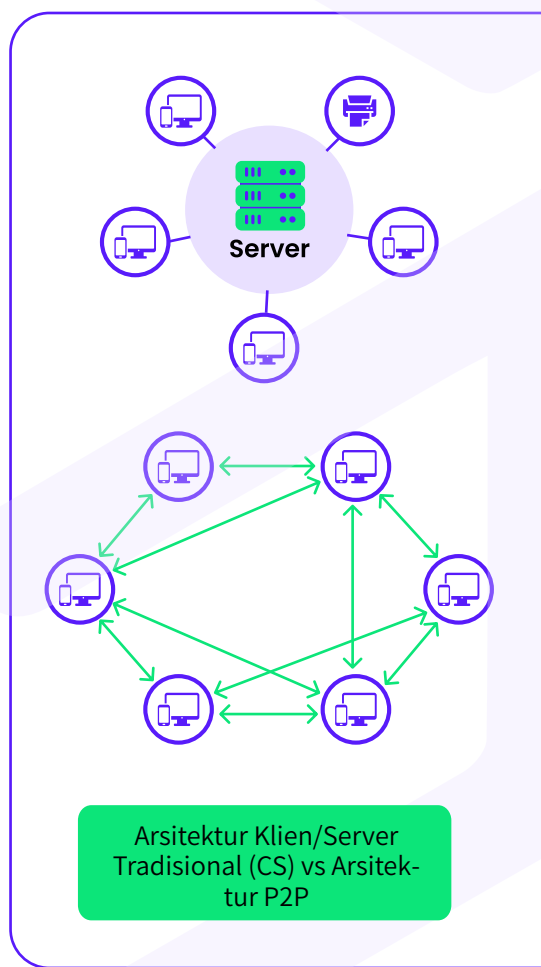 Server
Arsitektur Klien/Server
Tradisional (CS) vs Arsitek-
tur P2P